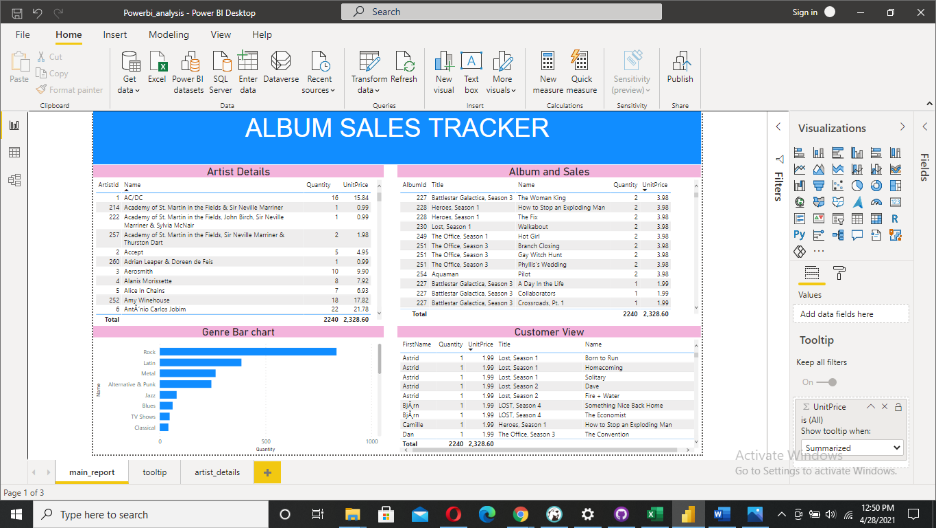 Powerbi_analysis - Power BI Desktop
Search
Sign in
File Home Insert Modeling View Help
Paste
Cut
Copy
Format painter
Clipboard
Get data
Excel
Power BI datasets
SQL Server
Enter data
Dataverse
Recent sources
Data
Transform data
Refresh
Queries
New visual
Text box
More visuals
Insert
New measure
Quick measure
Calculations
Sensitivity (preview)
Sensitivity
Publish
Share
ALBUM SALES TRACKER
Artist Details
ArtistId Name Quantity UnitPrice
1 AC/DC 16 15.84
214 Academy of St. Martin in the Fields & Sir Neville Marriner 1 0.99
222 Academy of St. Martin in the Fields, John Birch, Sir Neville
Marriner & Sylvia McNair 1 0.99
257 Academy of St. Martin in the Fields, Sir Neville Marriner &
Thurston Dart 2 1.98
2 Accept 5 4.95
260 Adrian Leaper & Doreen de Feis 1 0.99
3 Aerosmith 10 9.90
4 Alanis Morissette 8 7.92
5 Alice In Chains 7 6.93
252 Amy Winehouse 18 17.82
6 AntÃ´nio Carlos Jobim 22 21.78
Total 2240 2,328.60
Album and Sales
AlbumId Title Name Quantity UnitPrice
227 Battlestar Galactica, Season 3 The Woman King 2 3.98
228 Heroes, Season 1 How to Stop an Exploding Man 2 3.98
228 Heroes, Season 1 The Fix 2 3.98
230 Lost, Season 1 Walkabout 2 3.98
249 The Office, Season 1 Hot Girl 2 3.98
251 The Office, Season 3 Branch Closing 2 3.98
251 The Office, Season 3 Gay Witch Hunt 2 3.98
251 The Office, Season 3 Phyllis's Wedding 2 3.98
254 Aquaman Pilot 2 3.98
227 Battlestar Galactica, Season 3 A Day In the Life 1 1.99
227 Battlestar Galactica, Season 3 Collaborators 1 1.99
227 Battlestar Galactica, Season 3 Crossroads, Pt. 1 1 1.99
Total 2240 2,328.60
Genre Bar chart
Name
Rock
Latin
Metal
Alternative & Punk
Jazz
Blues
TV Shows
Classical
0 500 1000
Quantity
Customer View
FirstName Quantity UnitPrice Title Name
Astrid 1 1.99 Lost, Season 1 Born to Run
Astrid 1 1.99 Lost, Season 1 Homecoming
Astrid 1 1.99 Lost, Season 1 Solitary
Astrid 1 1.99 Lost, Season 2 Dave
Astrid 1 1.99 Lost, Season 2 Fire + Water
BjÃ¸rn 1 1.99 LOST, Season 4 Something Nice Back Home
BjÃ¸rn 1 1.99 LOST, Season 4 The Economist
Camille 1 1.99 Heroes, Season 1 How to Stop an Exploding Man
Dan 1 1.99 The Office, Season 3 The Convention
Total 2240 2,328.60
Filters
Visualizations
R
Py
Values
Add data fields here
Tooltip
Keep all filters
On
UnitPrice
is (All)
Show tooltip when:
Summarized
Fields
Activate Windows
Go to Settings to activate Windows.
main_report tooltip artist_details +
Page 1 of 3
Type here to search
12:50 PM
4/28/2021